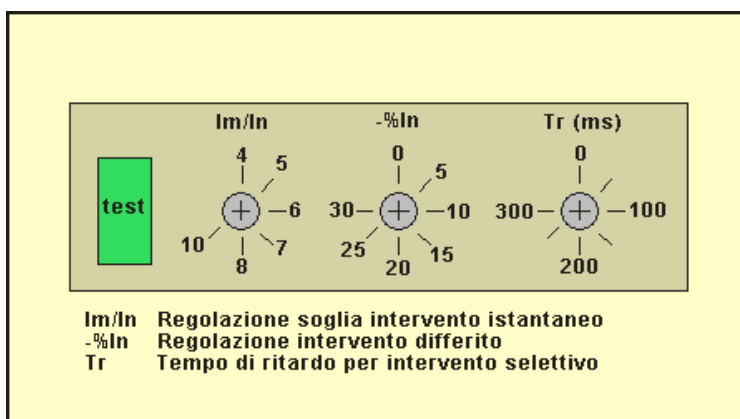 Im/In -%In Tr (ms)
4 0 0
5 5
test 6 30 10 300 100
10 7 25 15
8 20 200
Im/In Regolazione soglia intervento istantaneo
-%In Regolazione intervento differito
Tr Tempo di ritardo per intervento selettivo